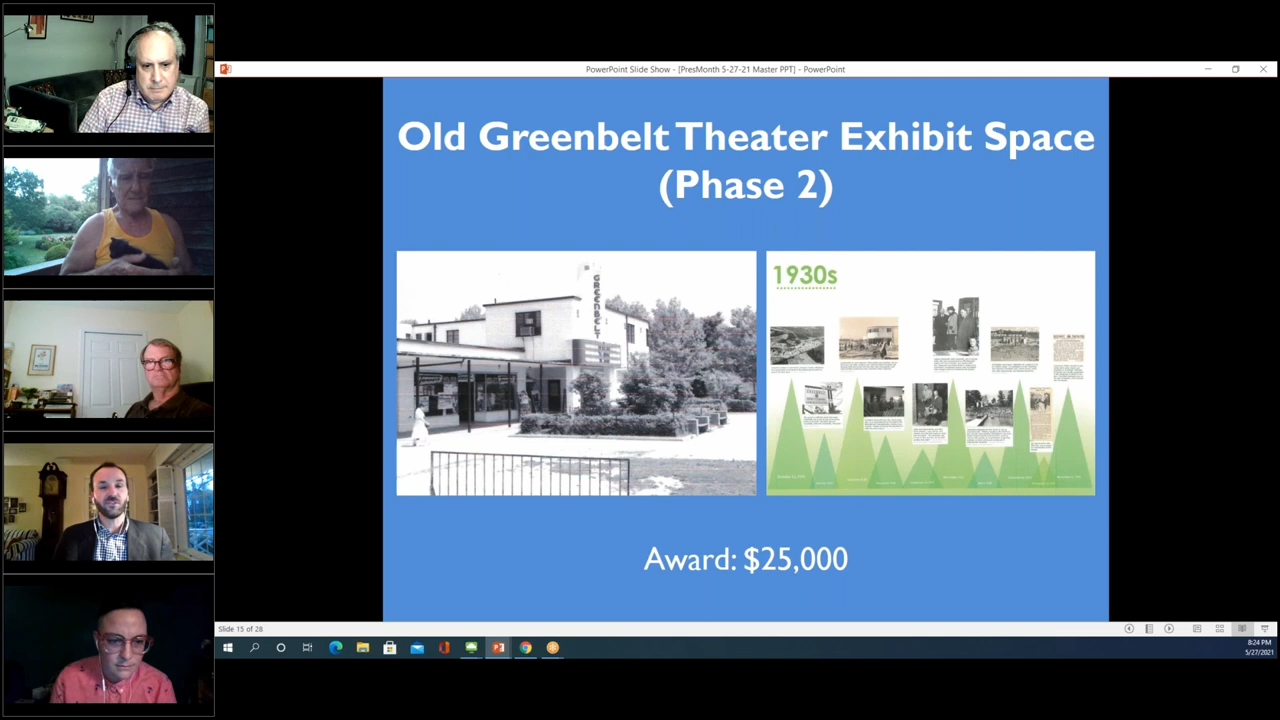 PowerPoint Slide Show - [PresMonth 5-27-21 Master PPT] - PowerPoint
Old Greenbelt Theater Exhibit Space
(Phase 2)
GREENBELT
1930s
Award: $25,000
Slide 15 of 28
8:24 PM
5/27/2021